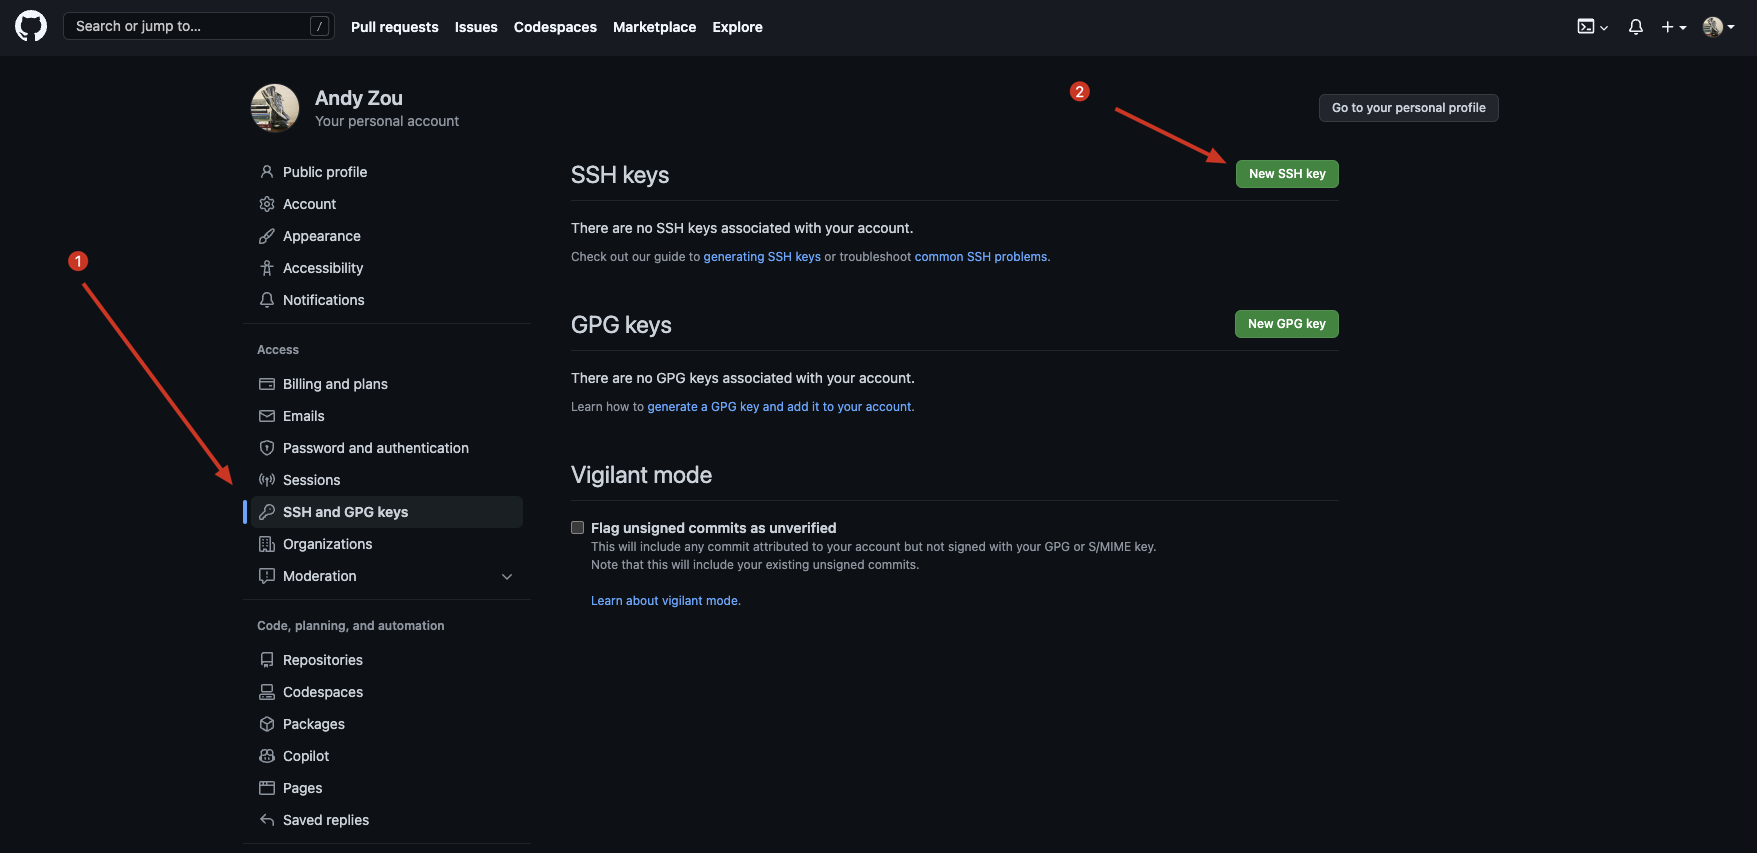 Search or jump to...
/
Pull requests
Issues
Codespaces
Marketplace
Explore
Andy Zou
Your personal account
2
Go to your personal profile
1
Public profile
Account
Appearance
Accessibility
Notifications
Access
Billing and plans
Emails
Password and authentication
Sessions
SSH and GPG keys
Organizations
Moderation
Code, planning, and automation
Repositories
Codespaces
Packages
Copilot
Pages
Saved replies
SSH keys
New SSH key
There are no SSH keys associated with your account.
Check out our guide to generating SSH keys or troubleshoot common SSH problems.
GPG keys
New GPG key
There are no GPG keys associated with your account.
Learn how to generate a GPG key and add it to your account.
Vigilant mode
Flag unsigned commits as unverified
This will include any commit attributed to your account but not signed with your GPG or S/MIME key.
Note that this will include your existing unsigned commits.
Learn about vigilant mode.